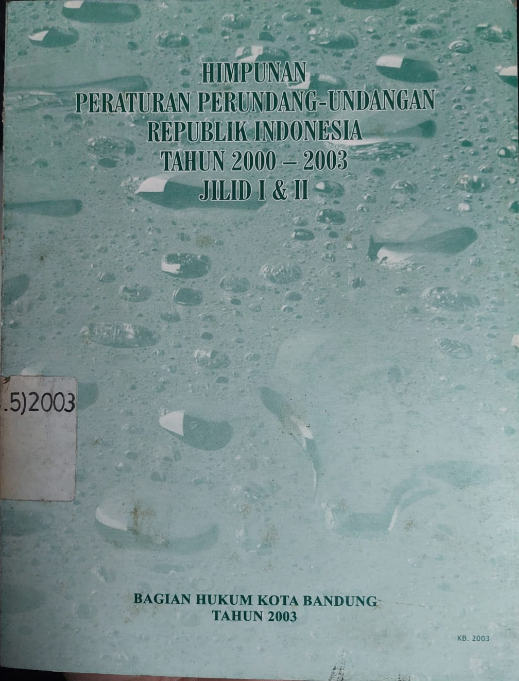 HIMPUNAN
PERATURAN PERUNDANG-UNDANGAN
REPUBLIK INDONESIA
TAHUN 2000 – 2003
JILID I & II
.5)2003
BAGIAN HUKUM KOTA BANDUNG
TAHUN 2003
KB. 2003